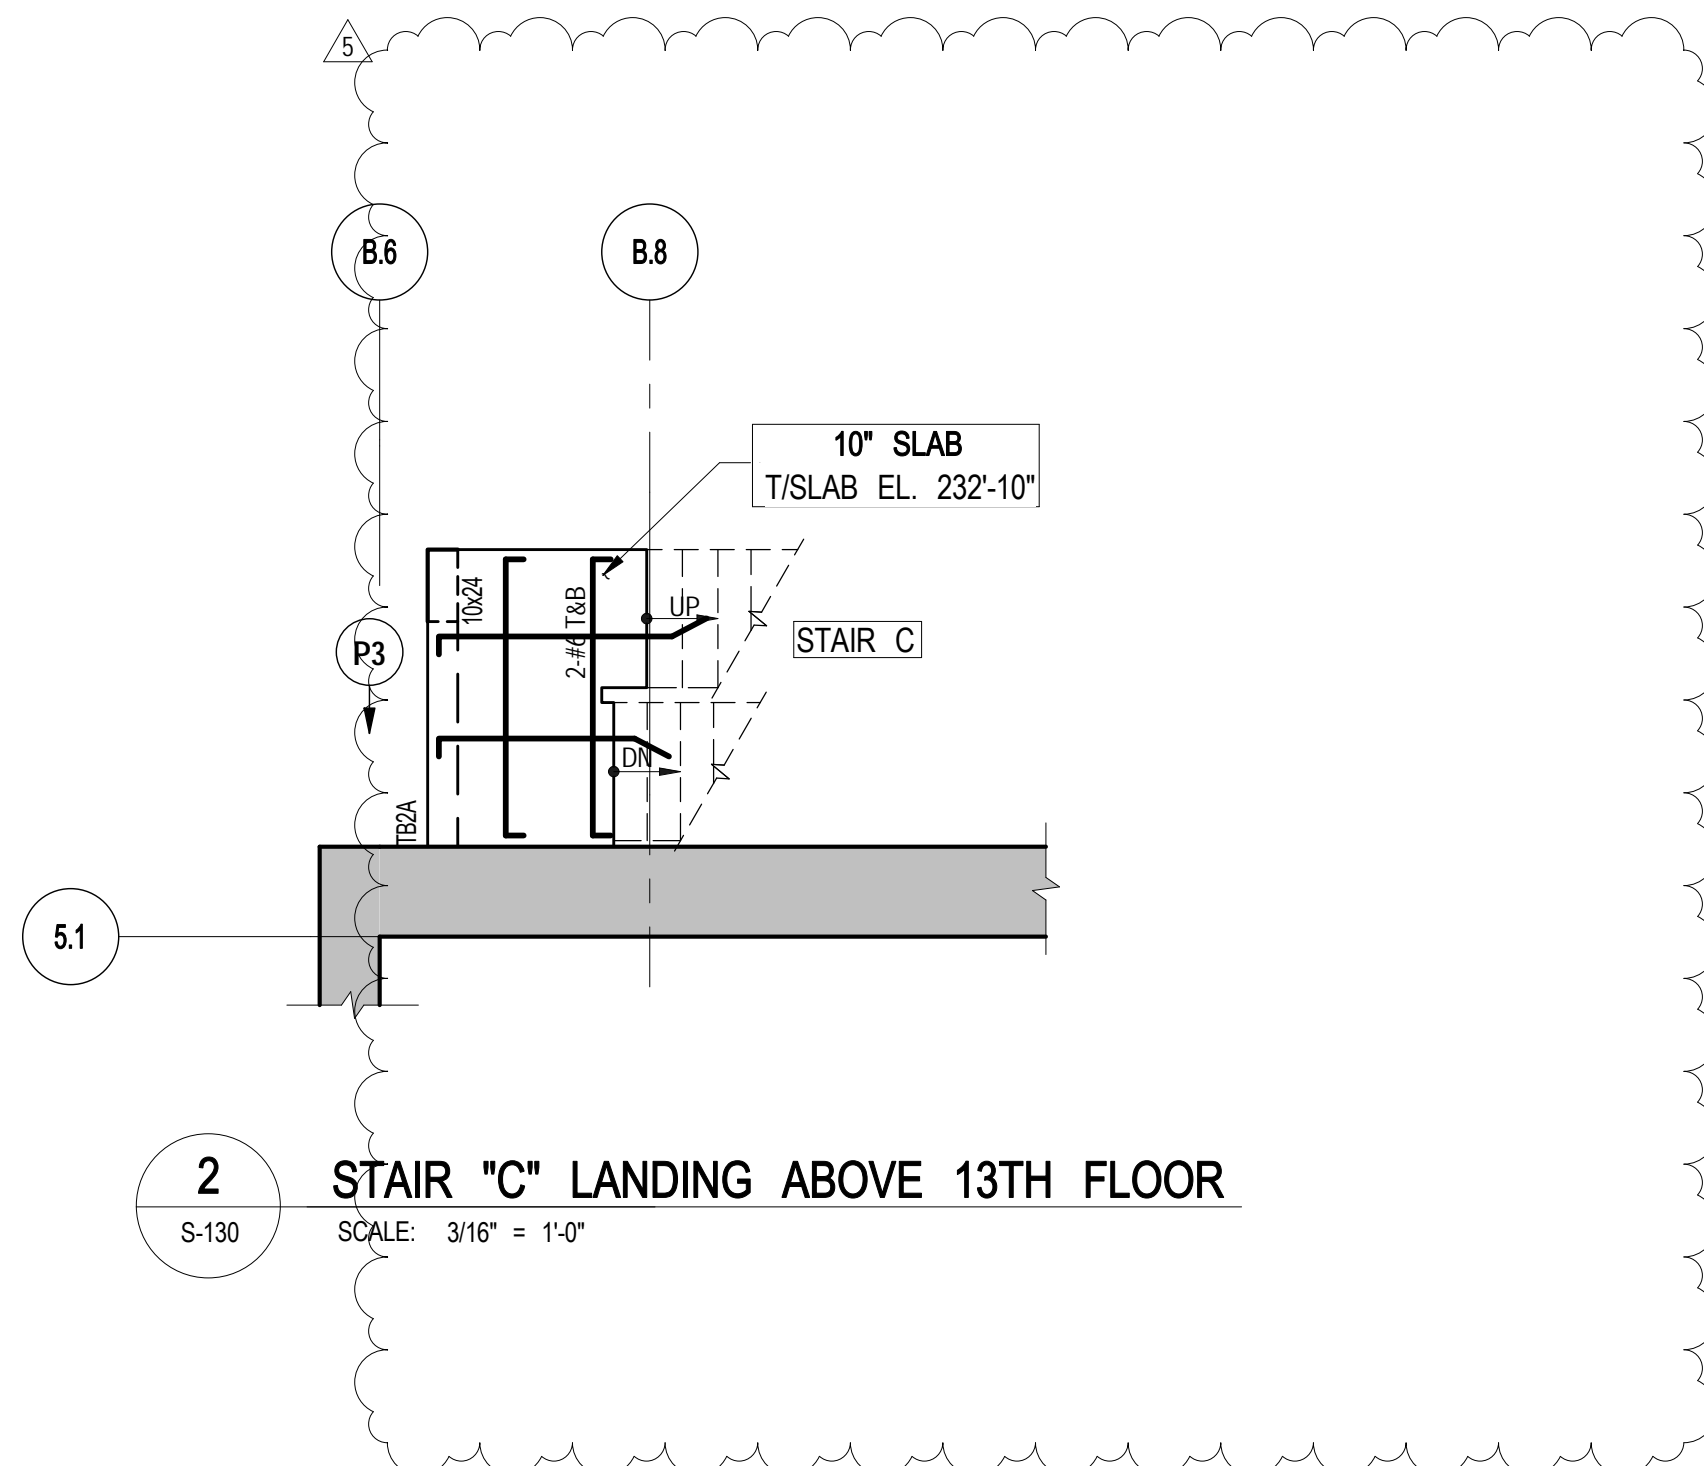 5
B.6
B.8
10" SLAB
T/SLAB EL. 232'-10"
10x24
2-#6 T&B
UP
STAIR C
P3
DN
TB2A
5.1
2
S-130
STAIR "C" LANDING ABOVE 13TH FLOOR
SCALE: 3/16" = 1'-0"